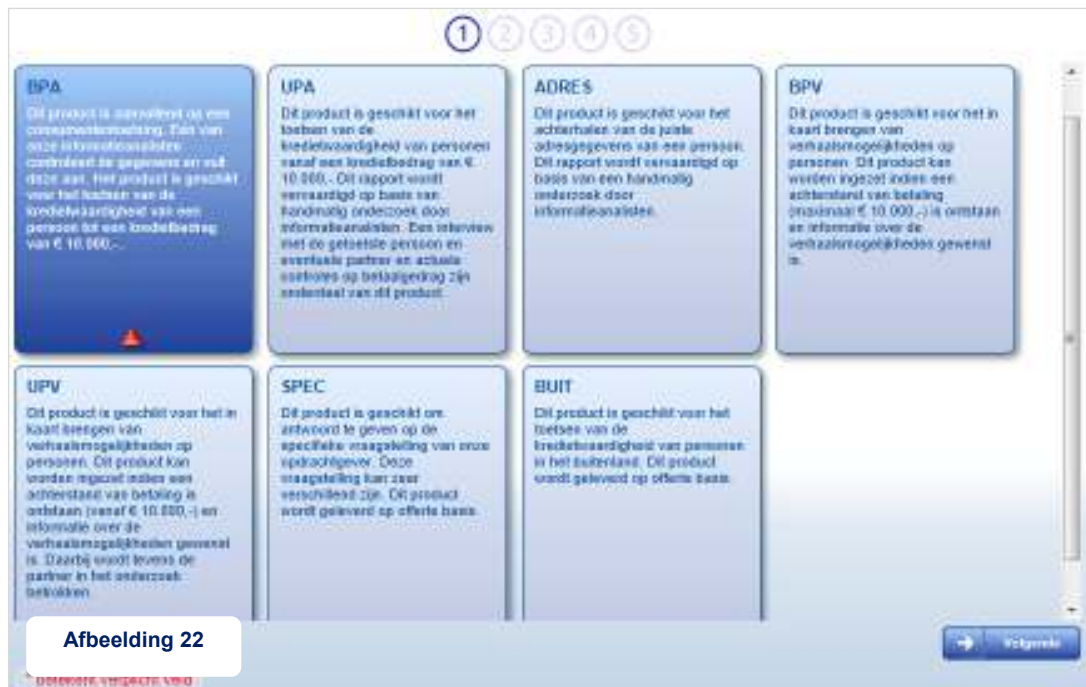 1 2 3 4 5
BPA
Dit product is aanvullend op een
consumententoetsing. Een van
onze informatieanalisten
controleert de gegevens en vult
deze aan. Het product is geschikt
voor het toetsen van de
kredietwaardigheid van een
persoon tot een kredietbedrag
van € 10.000,-.
UPA
Dit product is geschikt voor het
toetsen van de
kredietwaardigheid van personen
vanaf een kredietbedrag van €
10.000,- Dit rapport wordt
vervaardigd op basis van
handmatig onderzoek door
informatieanalisten. Een interview
met de getoetste persoon en
eventuele partner en actuele
controles op betaalgedrag zijn
onderdeel van dit product.
ADRES
Dit product is geschikt voor het
achterhalen van de juiste
adresgegevens van een persoon.
Dit rapport wordt vervaardigd op
basis van een handmatig
onderzoek door
informatieanalisten.
BPV
Dit product is geschikt voor het in
kaart brengen van
verhaalsmogelijkheden op
personen. Dit product kan
worden ingezet indien een
achterstand van betaling
(maximaal € 10.000,-) is ontstaan
en informatie over de
verhaalsmogelijkheden gewenst
is.
UPV
Dit product is geschikt voor het in
kaart brengen van
verhaalsmogelijkheden op
personen. Dit product kan
worden ingezet indien een
achterstand van betaling is
ontstaan (vanaf € 10.000,-) en
informatie over de
verhaalsmogelijkheden gewenst
is. Daarbij wordt tevens de
partner in het onderzoek
betrokken.
SPEC
Dit product is geschikt om
antwoord te geven op de
specifieke vraagstelling van onze
opdrachtgever. Deze
vraagstelling kan zeer
verschillend zijn. Dit product
wordt geleverd op offerte basis.
BUIT
Dit product is geschikt voor het
toetsen van de
kredietwaardigheid van personen
in het buitenland. Dit product
wordt geleverd op offerte basis.
Afbeelding 22
Volgende
* betekent verplicht veld